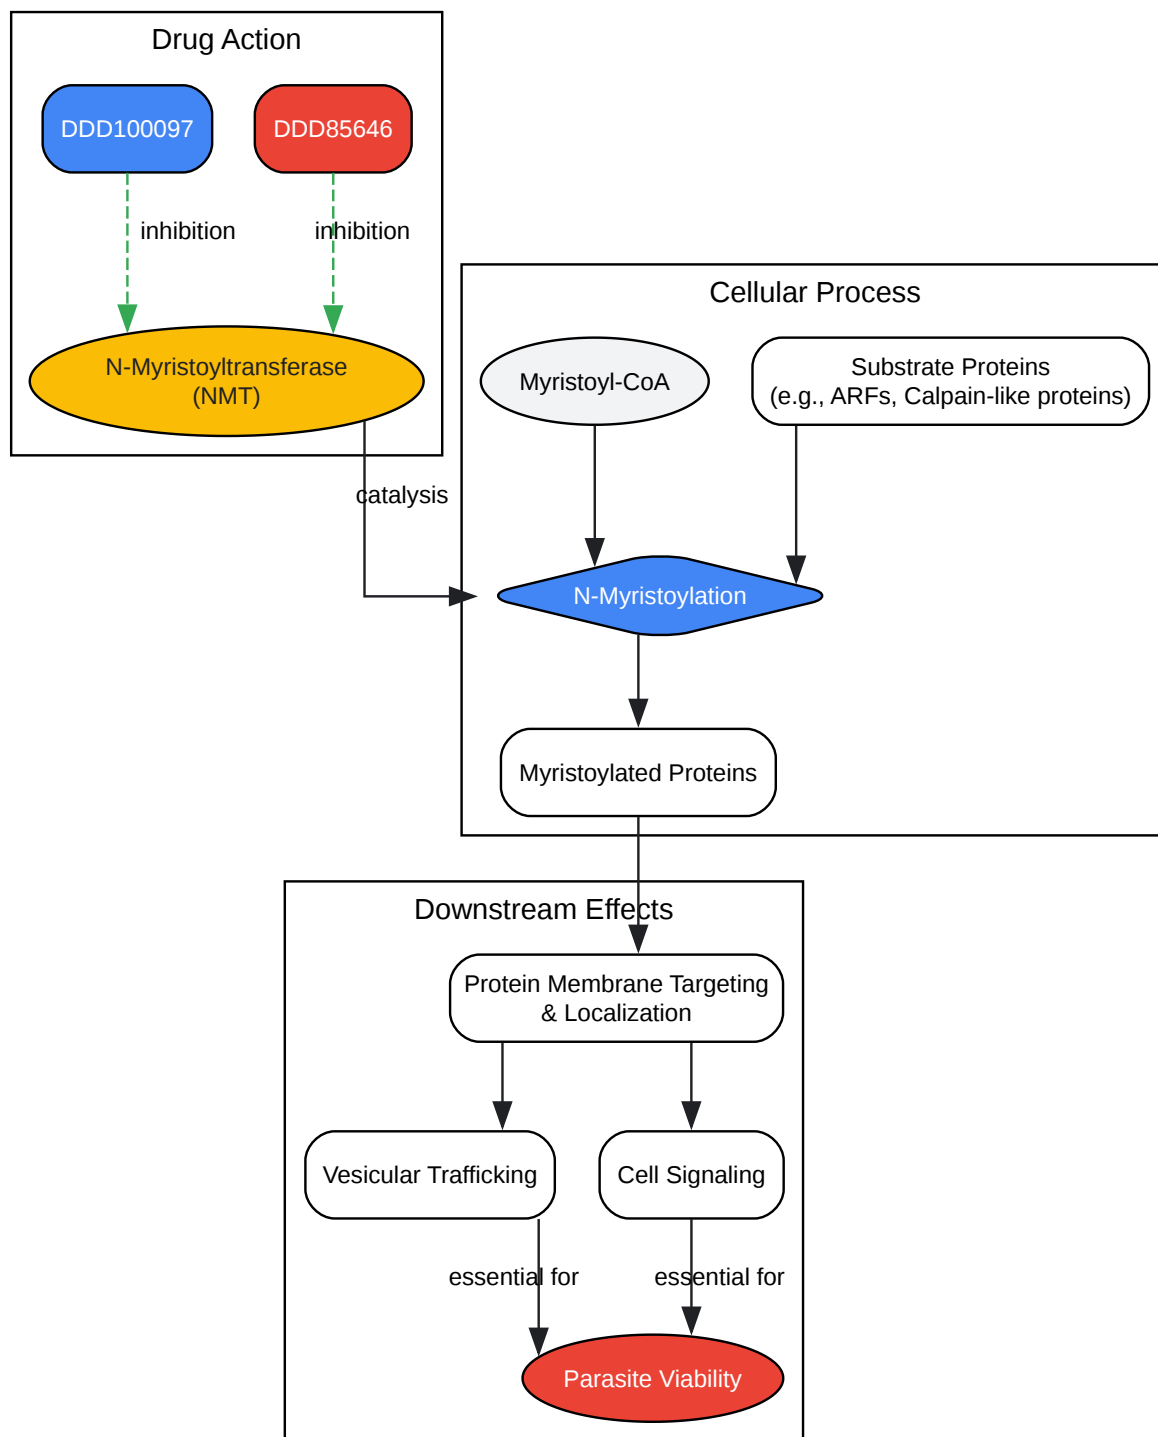 Drug Action
DDD100097
DDD85646
inhibition
inhibition
N-Myristoyltransferase
(NMT)
catalysis
Cellular Process
Myristoyl-CoA
Substrate Proteins
(e.g., ARFs, Calpain-like proteins)
N-Myristoylation
Myristoylated Proteins
Downstream Effects
Protein Membrane Targeting
& Localization
Vesicular Trafficking
Cell Signaling
essential for
essential for
Parasite Viability